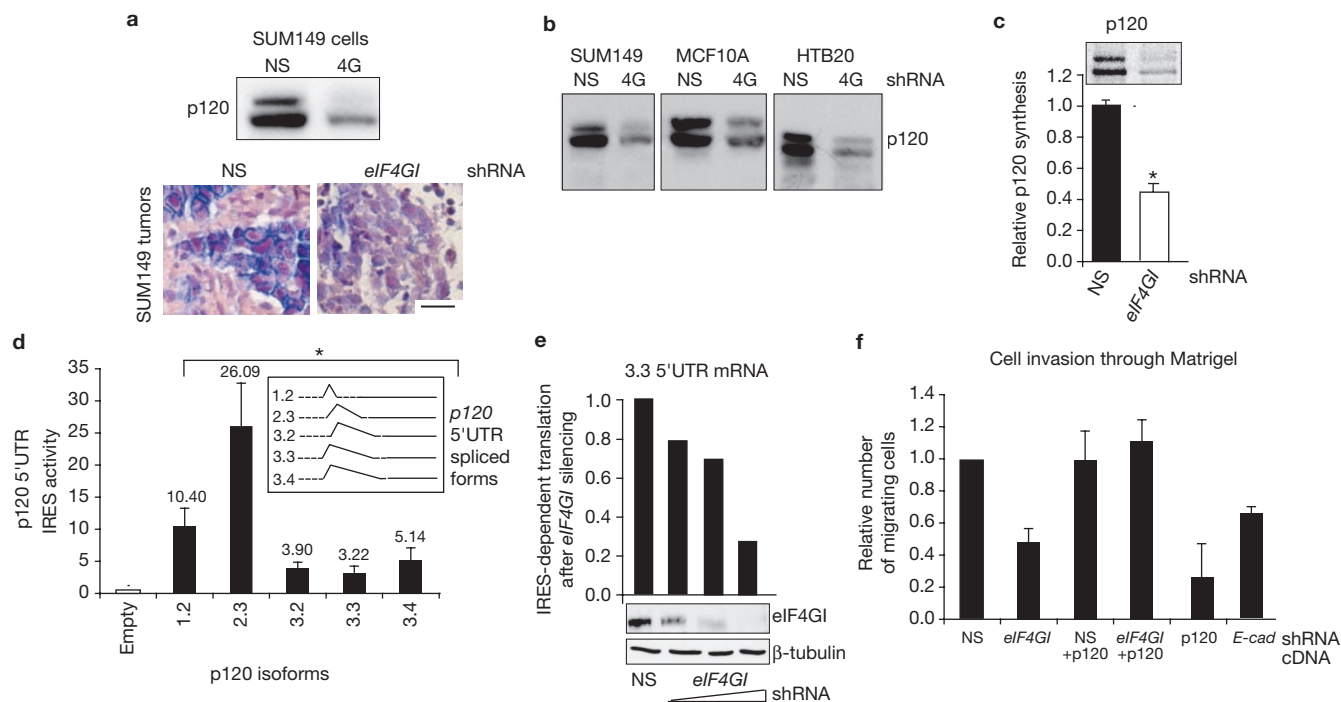 a
SUM149 cells
NS 4G
p120
NS eIF4GI shRNA
SUM149 tumors
b
SUM149 MCF10A HTB20
NS 4G NS 4G NS 4G shRNA
p120
c
p120
Relative p120 synthesis
1.2
1.0
0.8
0.6
0.4
0.2
0
*
NS eIF4GI shRNA
d
p120 5'UTR
IRES activity
35
30
25
20
15
10
5
0
*
10.40
26.09
3.90
3.22
5.14
1.2
2.3
3.2
3.3
3.4
p120
5'UTR
spliced
forms
Empty 1.2 2.3 3.2 3.3 3.4
p120 isoforms
e
3.3 5'UTR mRNA
IRES-dependent translation
after eIF4GI silencing
1.0
0.8
0.6
0.4
0.2
0.0
eIF4GI
β-tubulin
NS eIF4GI shRNA
f
Cell invasion through Matrigel
Relative number
of migrating cells
1.4
1.2
1.0
0.8
0.6
0.4
0.2
0.0
NS eIF4GI NS eIF4GI p120 E-cad shRNA
+p120 +p120 cDNA